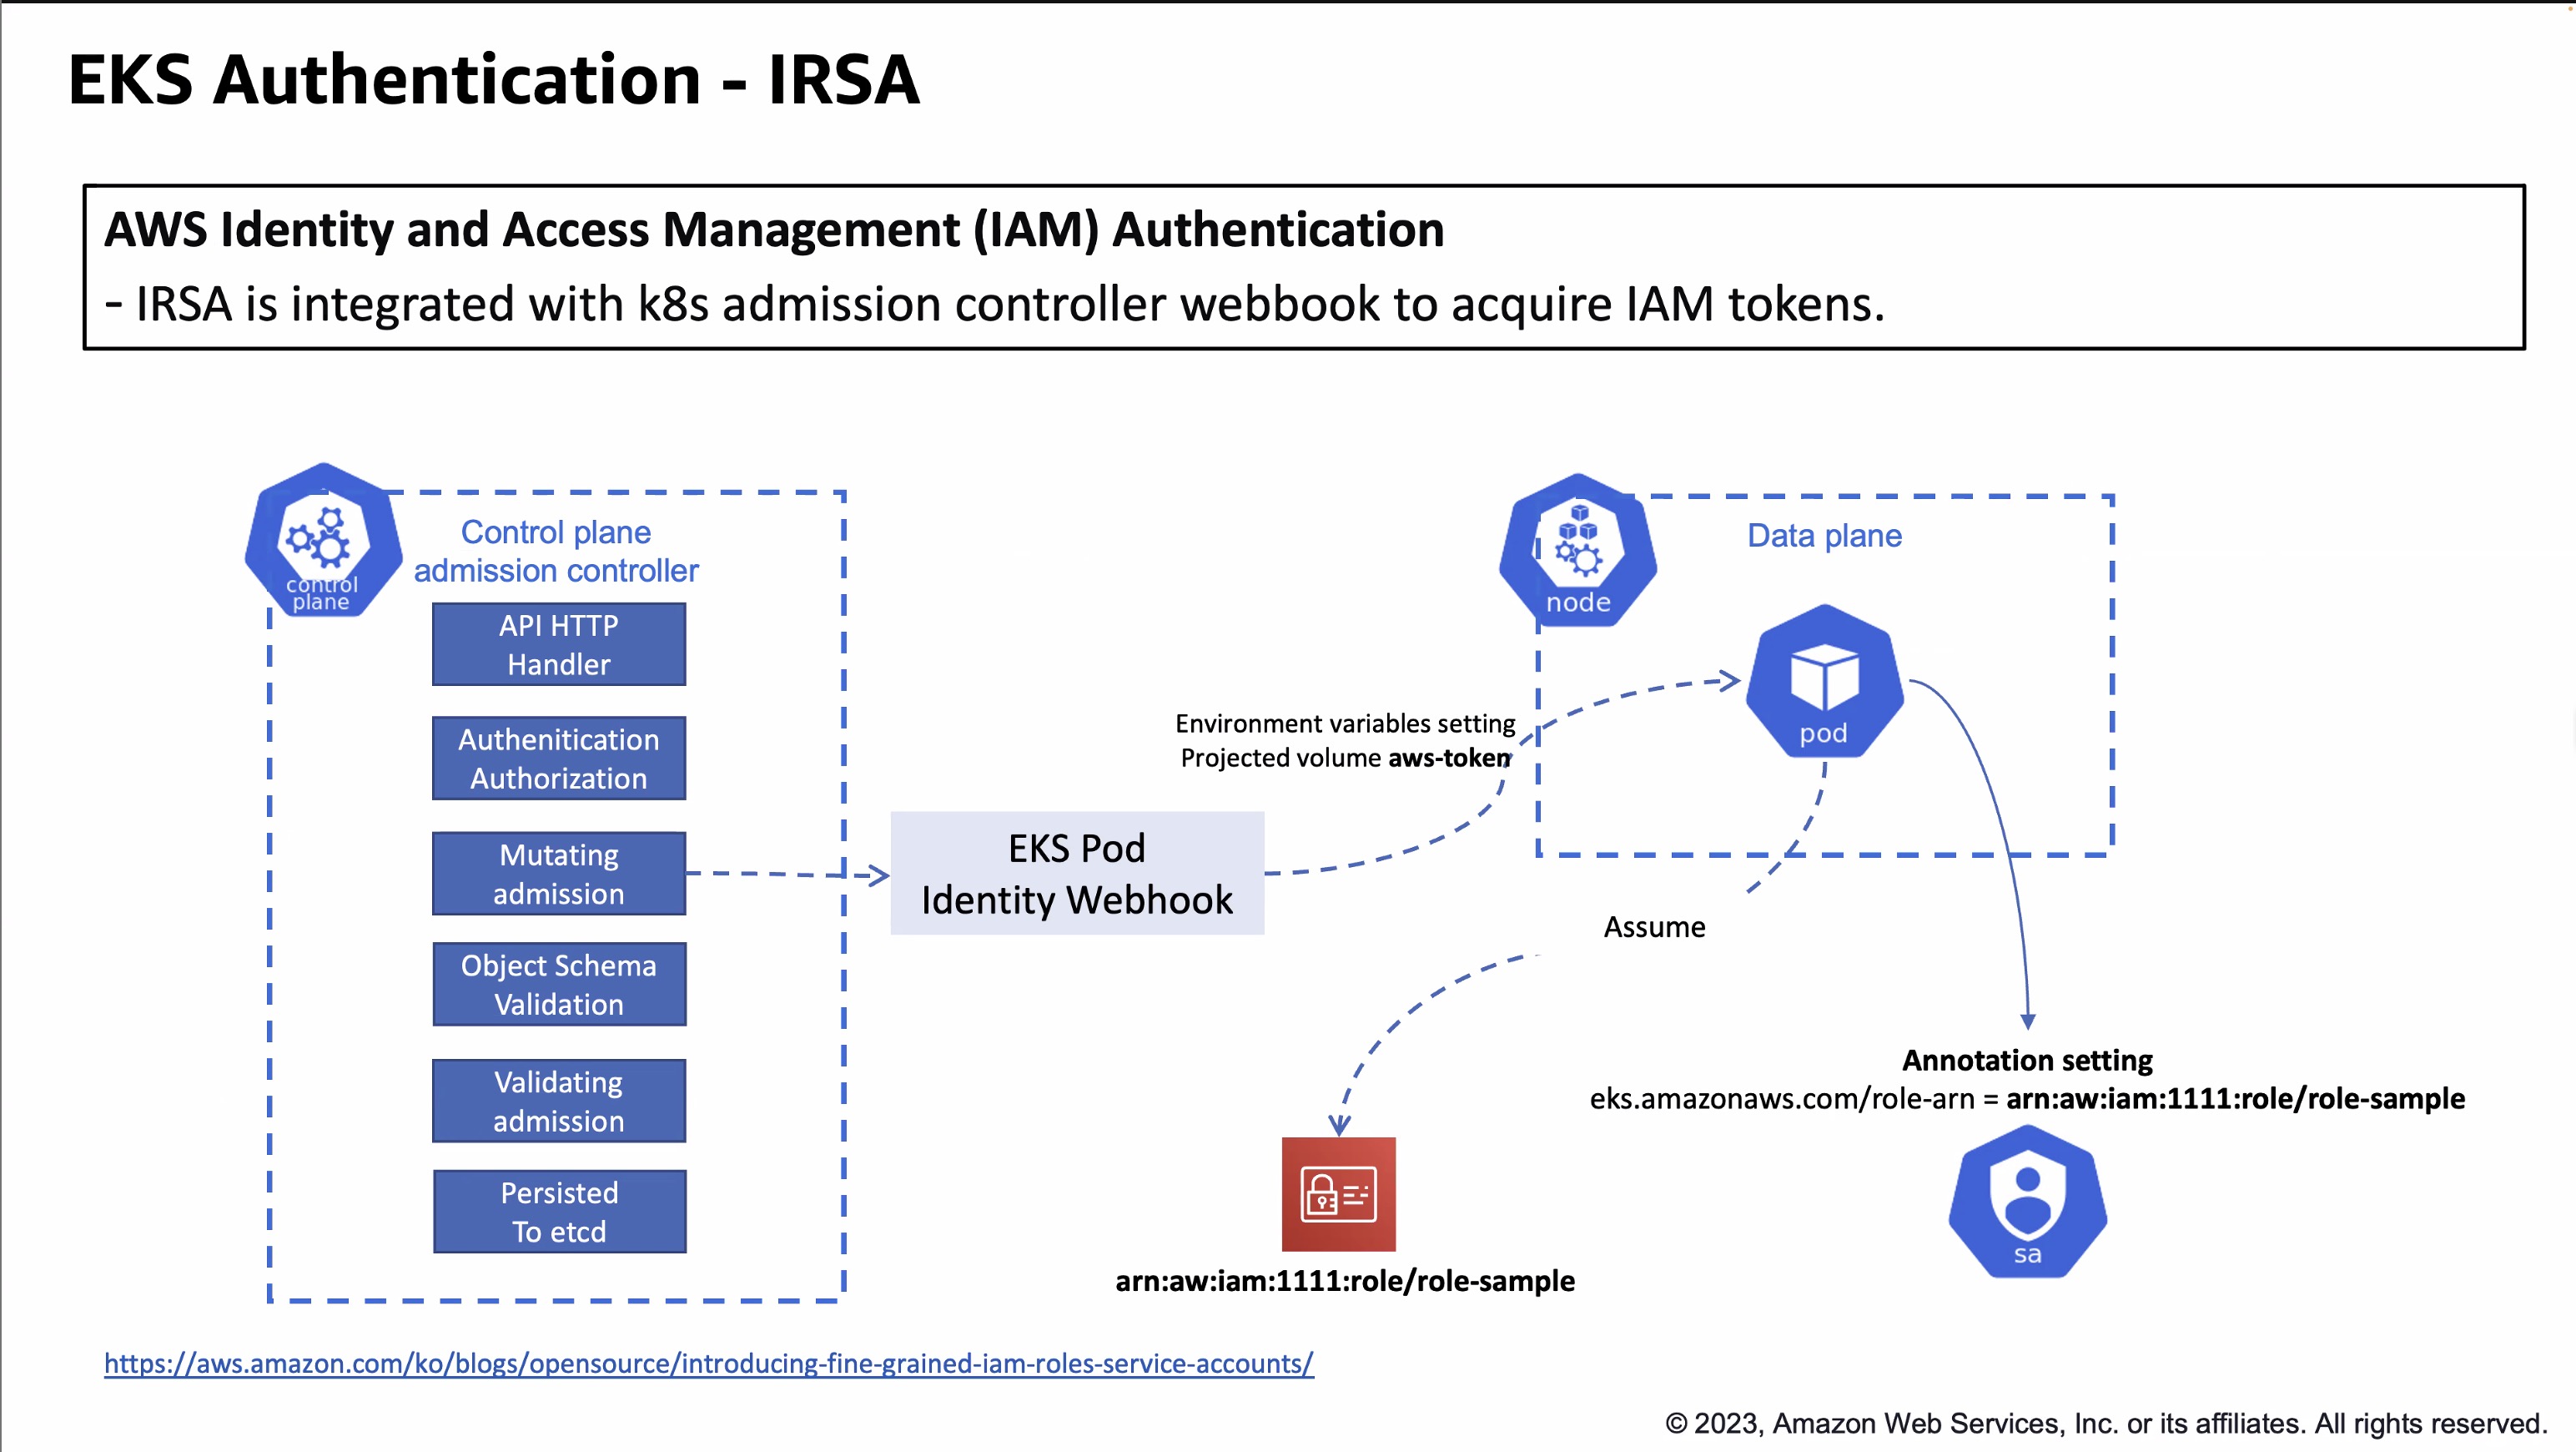 EKS Authentication - IRSA
AWS Identity and Access Management (IAM) Authentication
- IRSA is integrated with k8s admission controller webbook to acquire IAM tokens.
control
plane
Control plane
admission controller
API HTTP
Handler
Authenitication
Authorization
Mutating
admission
Object Schema
Validation
Validating
admission
Persisted
To etcd
EKS Pod
Identity Webhook
Environment variables setting
Projected volume aws-token
node
Data plane
pod
Assume
arn:aw:iam:1111:role/role-sample
Annotation setting
eks.amazonaws.com/role-arn = arn:aw:iam:1111:role/role-sample
sa
https://aws.amazon.com/ko/blogs/opensource/introducing-fine-grained-iam-roles-service-accounts/
© 2023, Amazon Web Services, Inc. or its affiliates. All rights reserved.